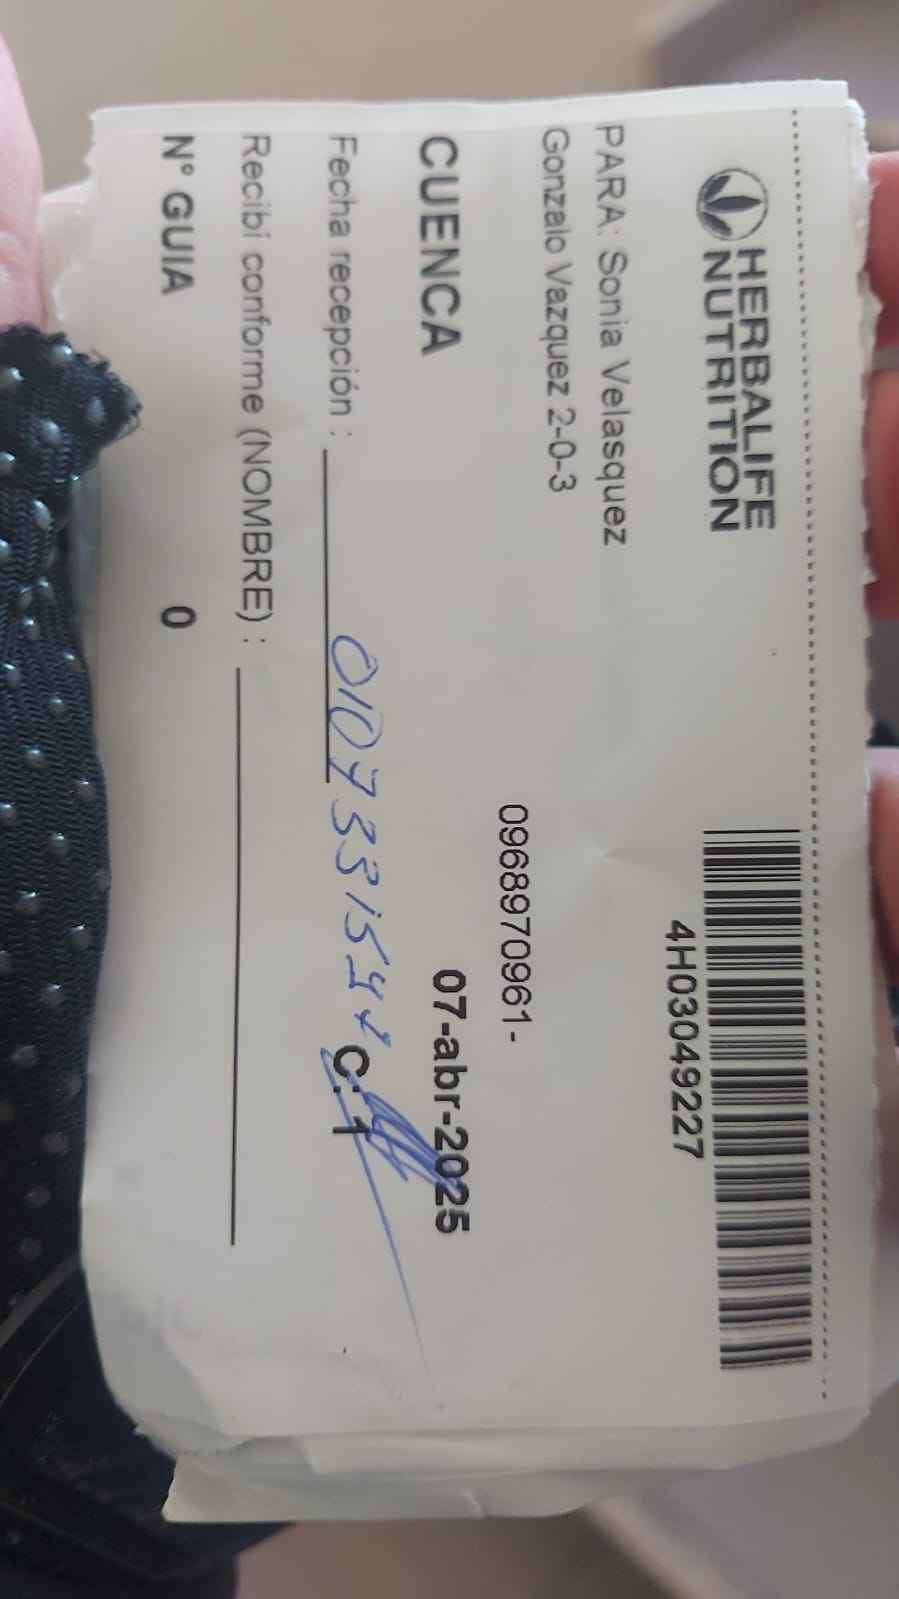 HERBALIFE
NUTRITION
4H03049227
PARA: Sonia Velasquez
Gonzalo Vazquez 2-0-3
0968970961-
CUENCA
07-abr-2025
Fecha recepción :
C. 1
Recibí conforme (NOMBRE) :
N° GUIA 0